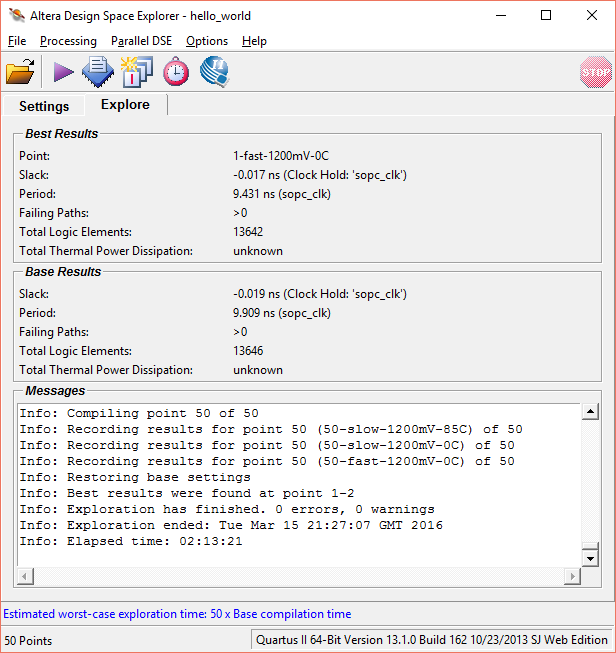 Altera Design Space Explorer - hello_world
File Processing Parallel DSE Options Help
STOP
Settings Explore
Best Results
Point: 1-fast-1200mV-0C
Slack: -0.017 ns (Clock Hold: 'sopc_clk')
Period: 9.431 ns (sopc_clk)
Failing Paths: >0
Total Logic Elements: 13642
Total Thermal Power Dissipation: unknown
Base Results
Slack: -0.019 ns (Clock Hold: 'sopc_clk')
Period: 9.909 ns (sopc_clk)
Failing Paths: >0
Total Logic Elements: 13646
Total Thermal Power Dissipation: unknown
Messages
Info: Compiling point 50 of 50
Info: Recording results for point 50 (50-slow-1200mV-85C) of 50
Info: Recording results for point 50 (50-slow-1200mV-0C) of 50
Info: Recording results for point 50 (50-fast-1200mV-0C) of 50
Info: Restoring base settings
Info: Best results were found at point 1-2
Info: Exploration has finished. 0 errors, 0 warnings
Info: Exploration ended: Tue Mar 15 21:27:07 GMT 2016
Info: Elapsed time: 02:13:21
Estimated worst-case exploration time: 50 x Base compilation time
50 Points Quartus II 64-Bit Version 13.1.0 Build 162 10/23/2013 SJ Web Edition